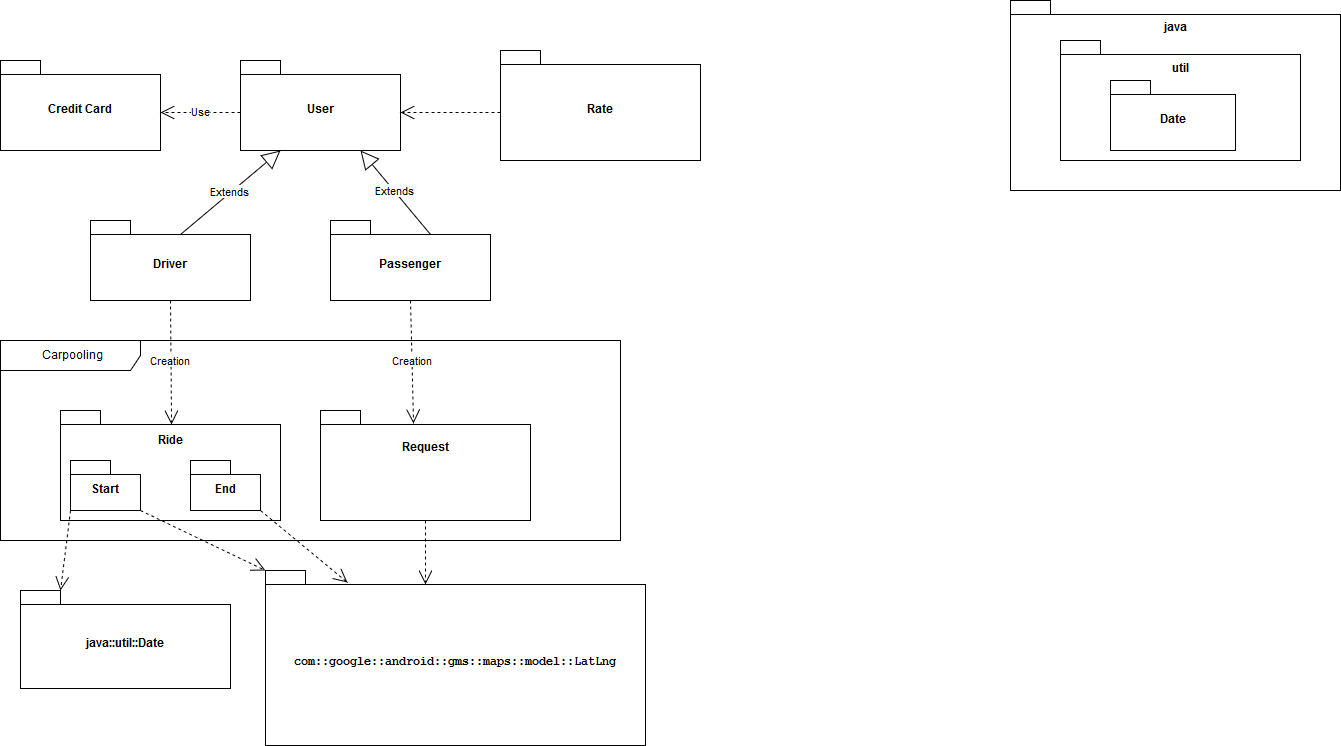 java
util
Date
Credit Card
Use
User
Rate
Extends
Extends
Driver
Passenger
Carpooling
Creation
Creation
Ride
Request
Start
End
java::util::Date
com::google::android::gms::maps::model::LatLng